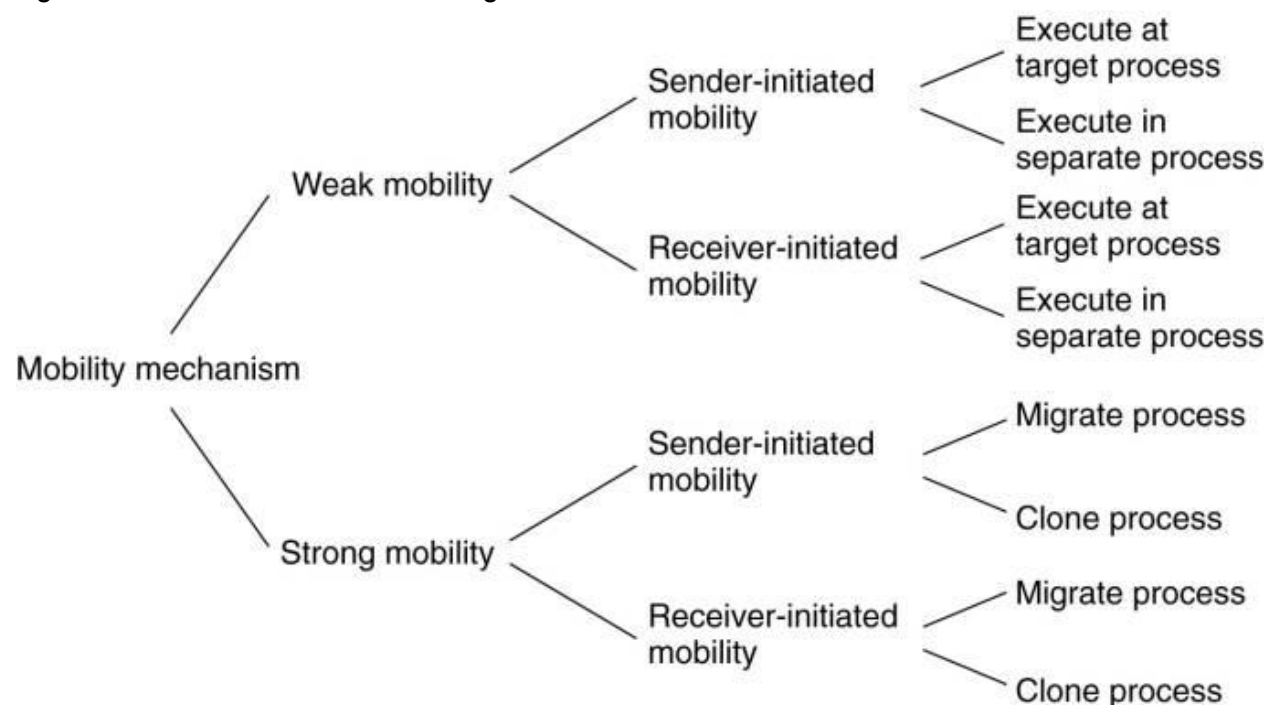 Execute at
target process
Sender-initiated
mobility
Execute in
separate process
Weak mobility
Execute at
target process
Receiver-initiated
mobility
Execute in
separate process
Mobility mechanism
Migrate process
Sender-initiated
mobility
Clone process
Strong mobility
Migrate process
Receiver-initiated
mobility
Clone process